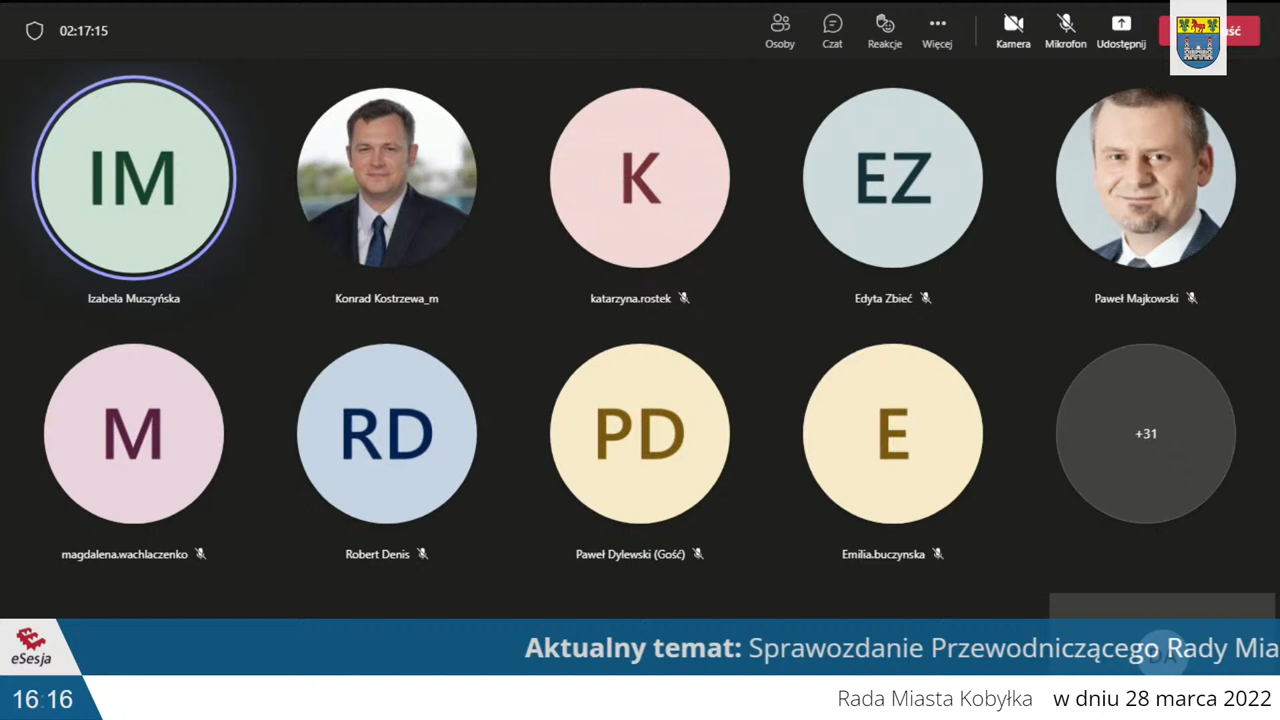 02:17:15
Osoby
Czat
Reakcje
Więcej
Kamera
Mikrofon
Udostępnij
IM
K
EZ
Izabela Muszyńska
Konrad Kostrzewa_m
katarzyna.rostek
Edyta Zbieć
Paweł Majkowski
M
RD
PD
E
+31
magdalena.wachlaczenko
Robert Denis
Paweł Dylewski (Gość)
Emilia.buczynska
eSesja
Aktualny temat: Sprawozdanie Przewodniczącego Rady Mia
16:16
Rada Miasta Kobyłka w dniu 28 marca 2022